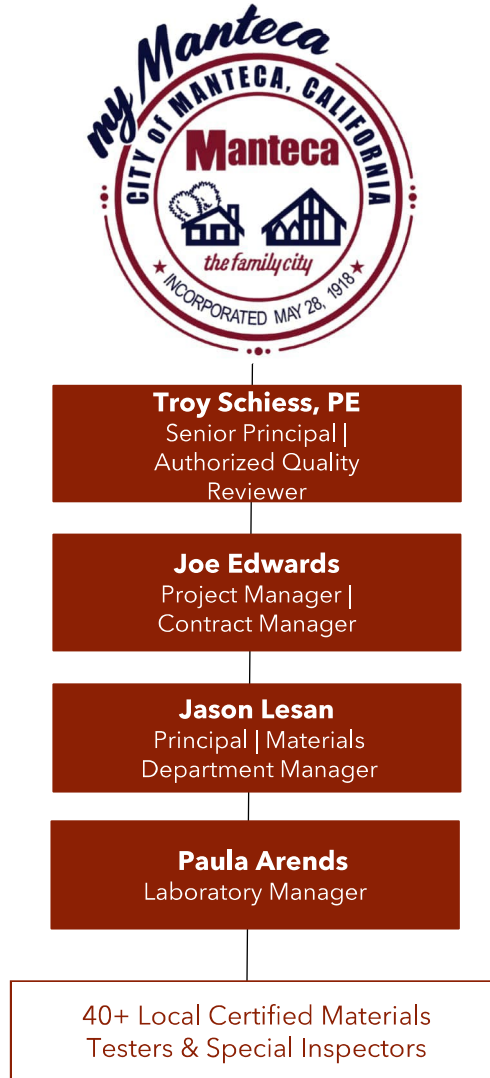 my Manteca
CITY of MANTECA, CALIFORNIA
Manteca
the family city
INCORPORATED MAY 28, 1918
Troy Schiess, PE
Senior Principal |
Authorized Quality
Reviewer
Joe Edwards
Project Manager |
Contract Manager
Jason Lesan
Principal | Materials
Department Manager
Paula Arends
Laboratory Manager
40+ Local Certified Materials
Testers & Special Inspectors